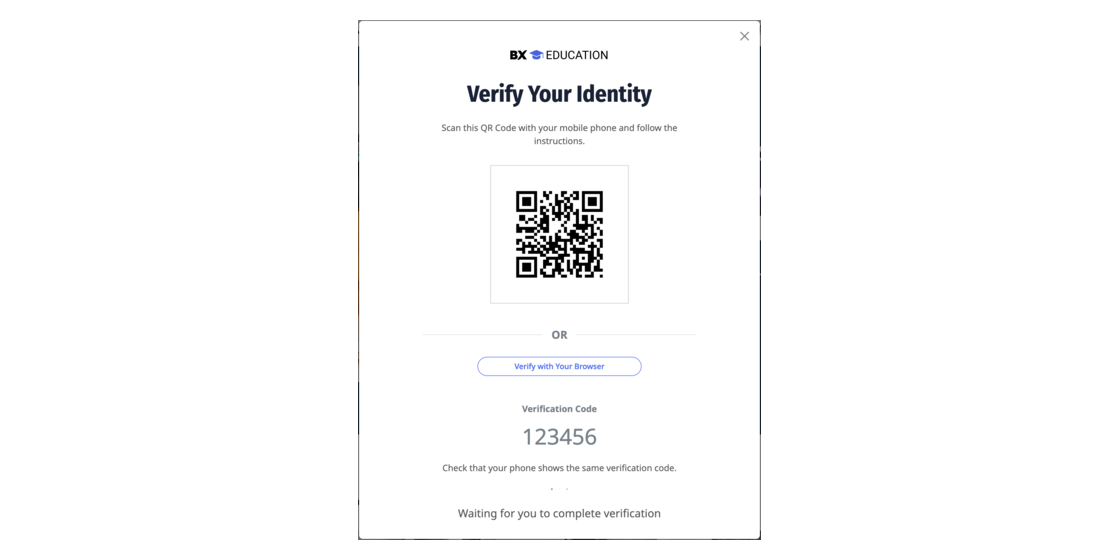 BX EDUCATION
Verify Your Identity
Scan this QR Code with your mobile phone and follow the
instructions.
OR
Verify with Your Browser
Verification Code
123456
Check that your phone shows the same verification code.
Waiting for you to complete verification